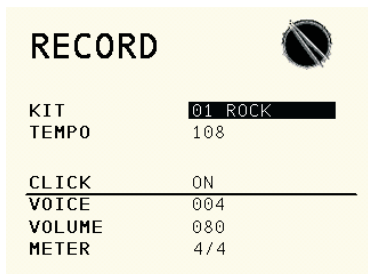 RECORD
KIT 01 ROCK
TEMPO 108
CLICK ON
VOICE 004
VOLUME 080
METER 4/4